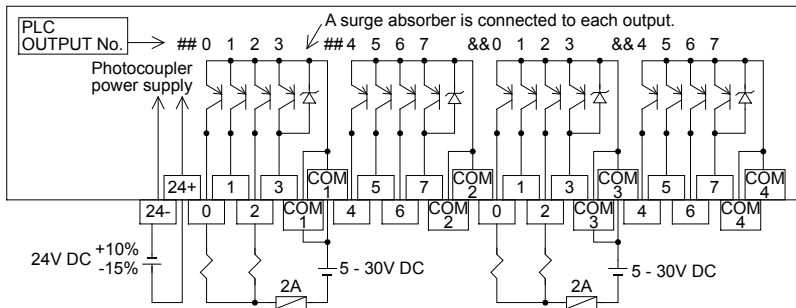 A surge absorber is connected to each output.
PLC
OUTPUT No.
##0 1 2 3 ##4 5 6 7 &&0 1 2 3 &&4 5 6 7
Photocoupler
power supply
24+ 1 3 COM 1 5 7 COM 2 1 3 COM 3 5 7 COM 4
24- 0 2 COM 1 4 6 COM 2 0 2 COM 3 4 6 COM 4
24V DC +10% -15%
5 - 30V DC
5 - 30V DC
2A
2A